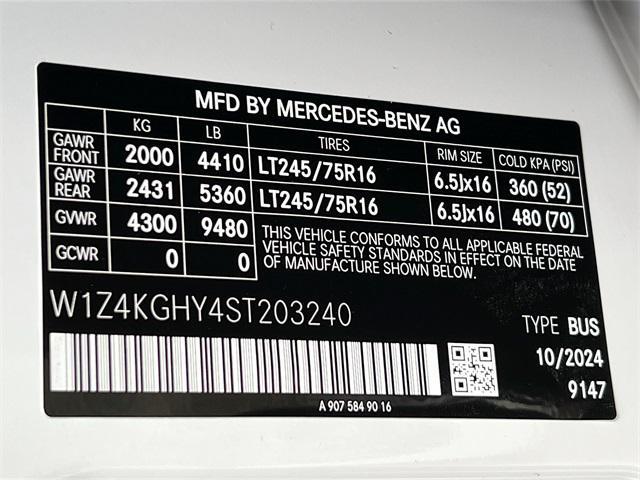 MFD BY MERCEDES-BENZ AG
KG LB TIRES RIM SIZE COLD KPA (PSI)
GAWR FRONT 2000 4410 LT245/75R16 6.5Jx16 360 (52)
GAWR REAR 2431 5360 LT245/75R16 6.5Jx16 480 (70)
GVWR 4300 9480
GCWR 0 0
THIS VEHICLE CONFORMS TO ALL APPLICABLE FEDERAL
VEHICLE SAFETY STANDARDS IN EFFECT ON THE DATE
OF MANUFACTURE SHOWN BELOW.
W1Z4KGHY4ST203240
TYPE BUS
10/2024
9147
A 907 584 90 16